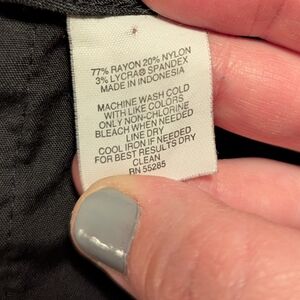 77% RAYON 20% NYLON
3% LYCRA® SPANDEX
MADE IN INDONESIA
MACHINE WASH COLD
WITH LIKE COLORS
ONLY NON-CHLORINE
BLEACH WHEN NEEDED
LINE DRY
COOL IRON IF NEEDED
FOR BEST RESULTS DRY
CLEAN
RN 55285